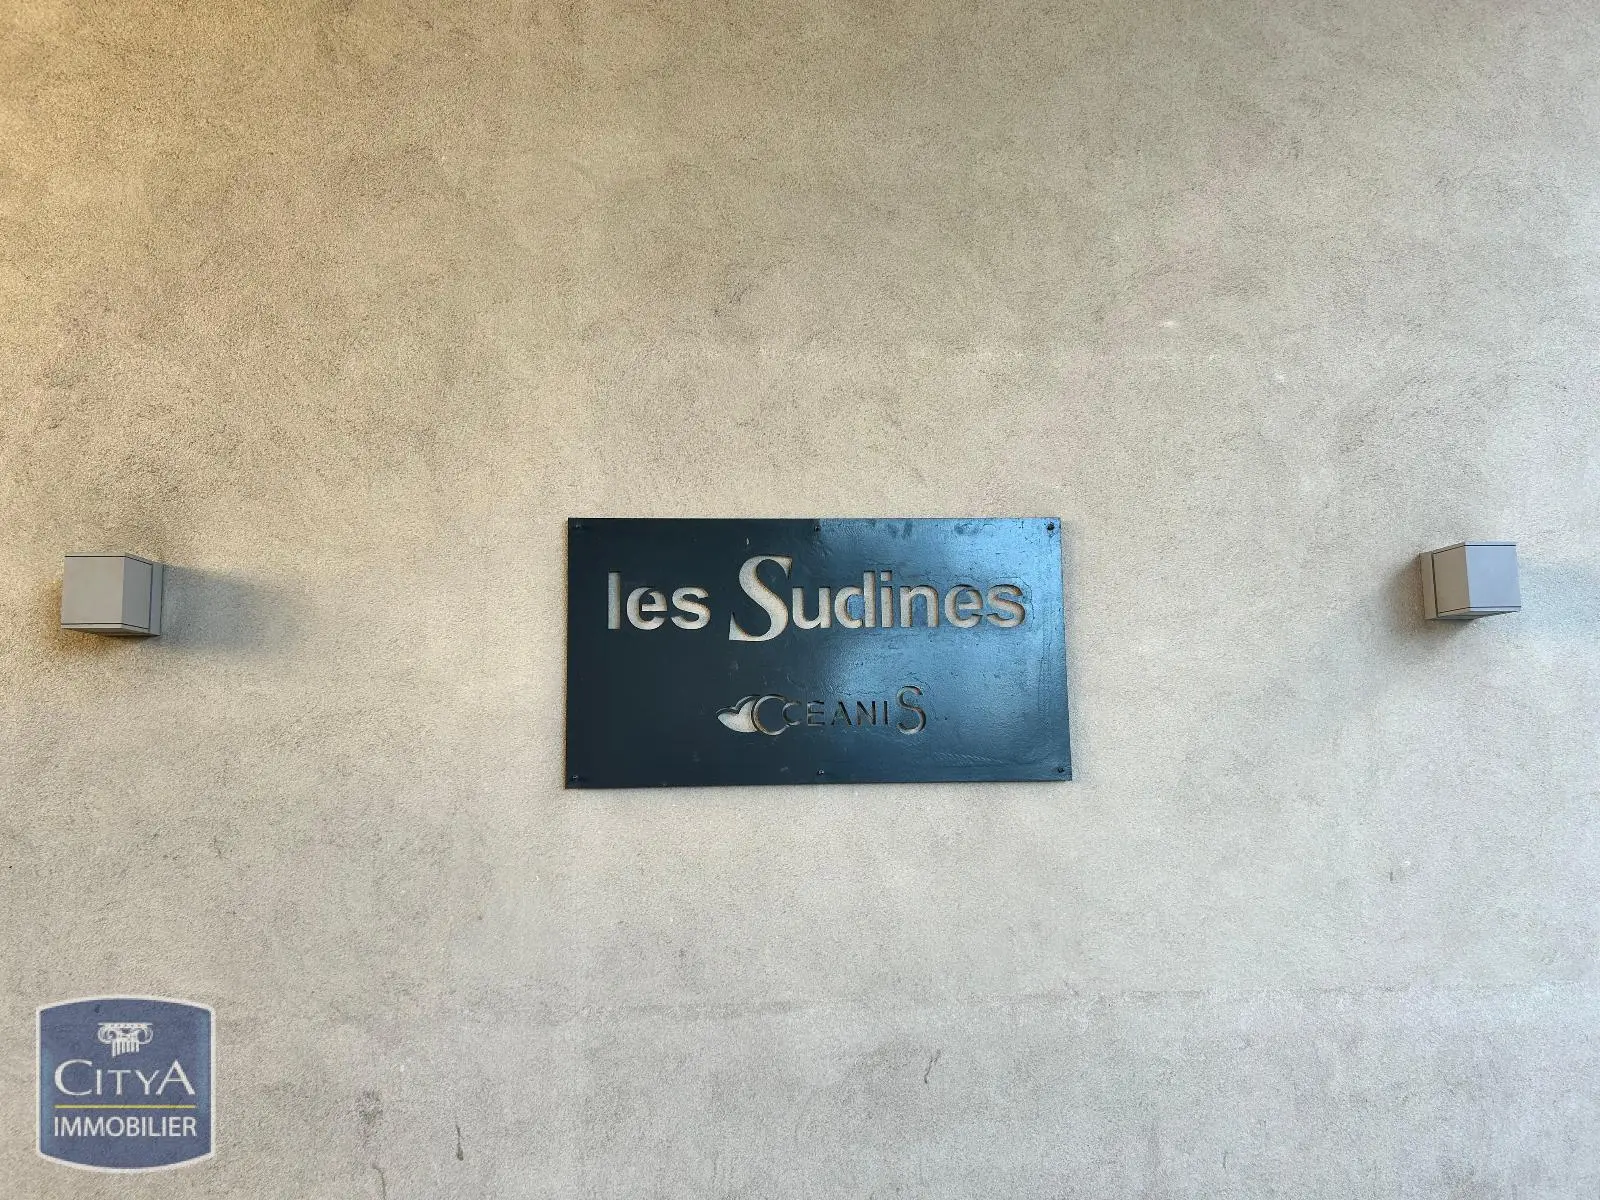 les Sudines
OCEANIS
CITYA
IMMOBILIER